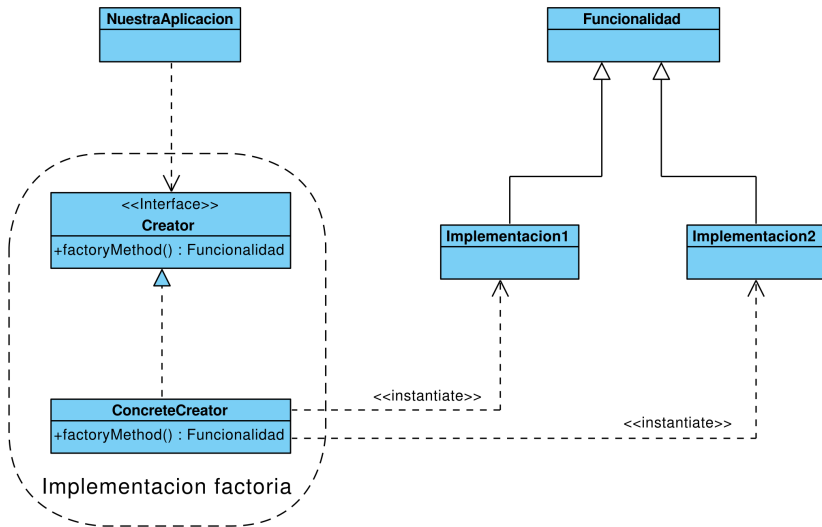 NuestraAplicacion
Funcionalidad
<<Interface>>
Creator
+factoryMethod() : Funcionalidad
Implementacion1
Implementacion2
<<instantiate>>
ConcreteCreator
<<instantiate>>
+factoryMethod() : Funcionalidad
Implementacion factoria